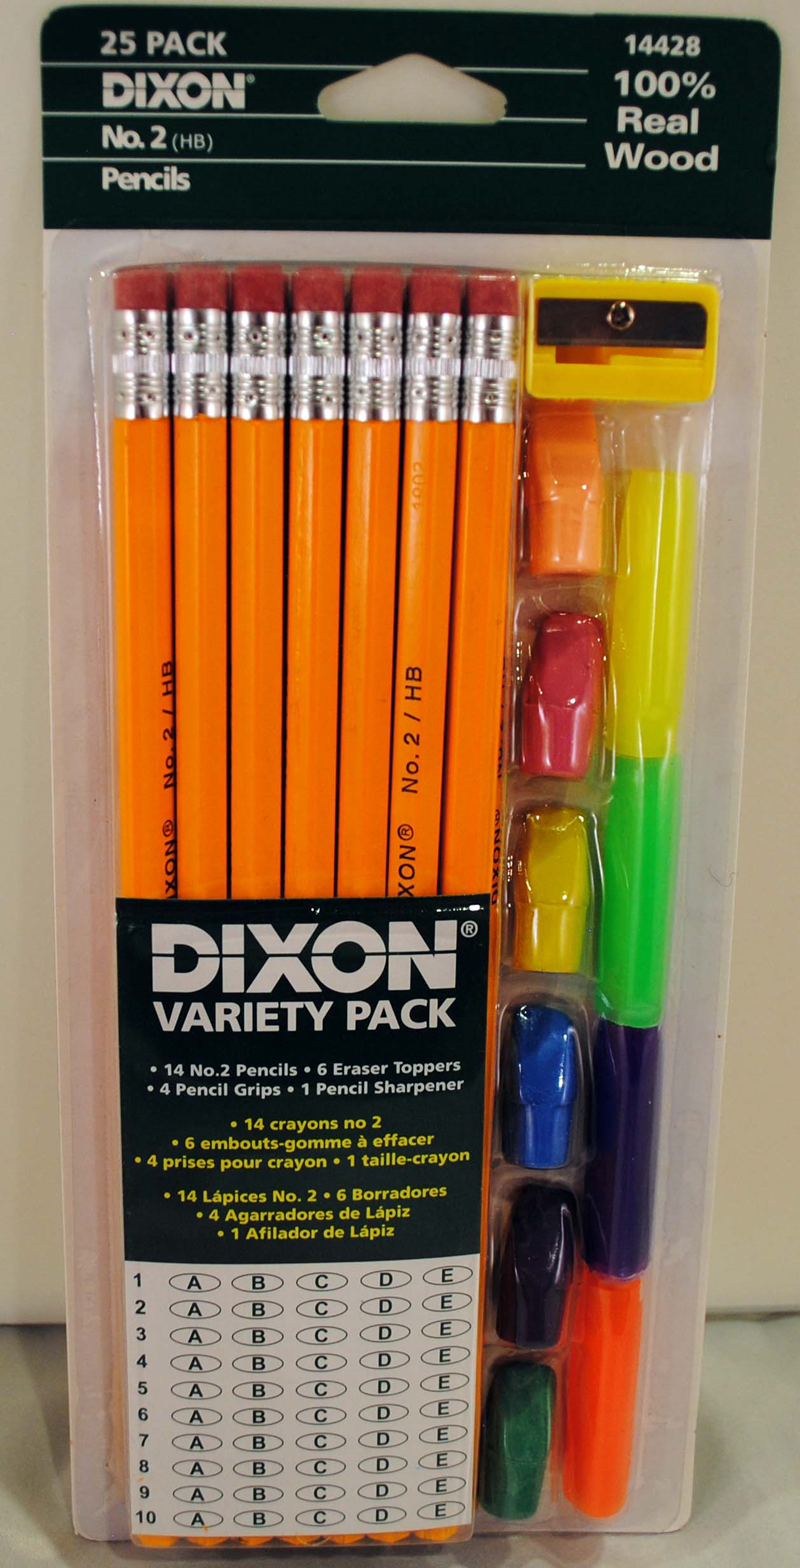 25 PACK
DIXON®
No. 2 (HB)
Pencils
14428
100%
Real
Wood
1902
No. 2 / HB
XON® No. 2 / HB
DIXON®
DIXON®
VARIETY PACK
• 14 No.2 Pencils • 6 Eraser Toppers
• 4 Pencil Grips • 1 Pencil Sharpener
• 14 crayons no 2
• 6 embouts-gomme à effacer
• 4 prises pour crayon • 1 taille-crayon
• 14 Lápices No. 2 • 6 Borradores
• 4 Agarradores de Lápiz
• 1 Afilador de Lápiz
1 A B C D E
2 A B C D E
3 A B C D E
4 A B C D E
5 A B C D E
6 A B C D E
7 A B C D E
8 A B C D E
9 A B C D E
10 A B C D E